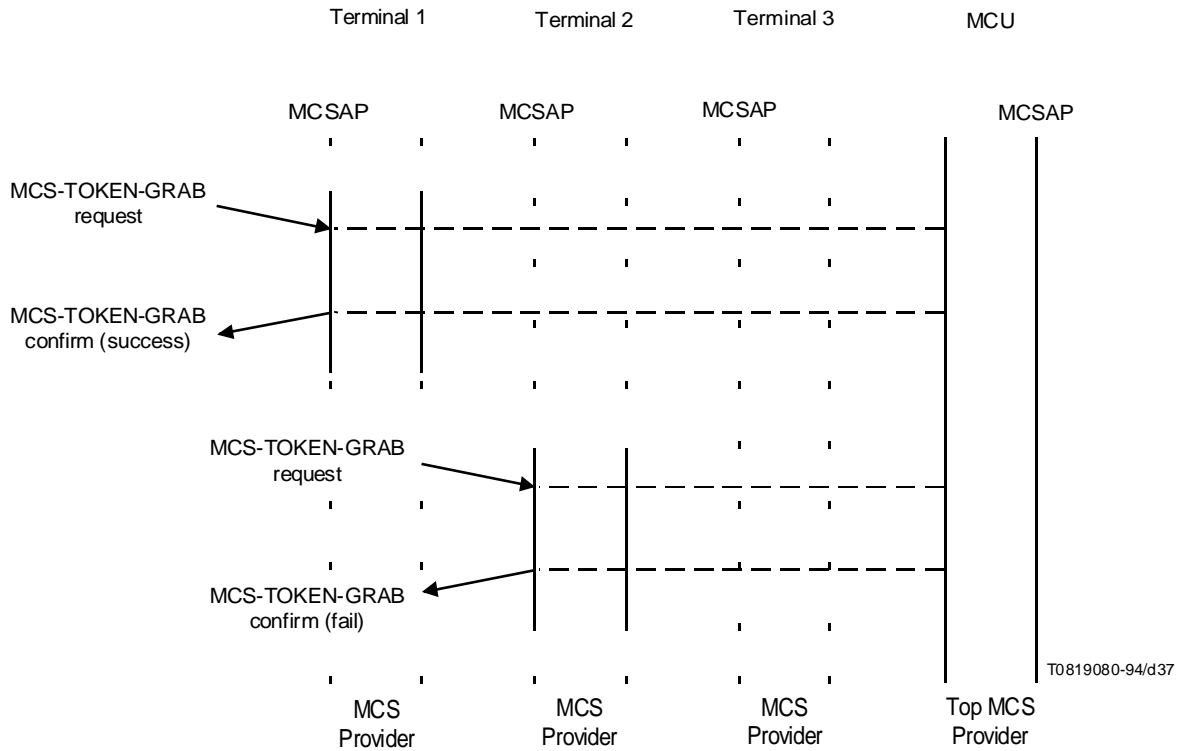 Terminal 1
Terminal 2
Terminal 3
MCU
MCSAP
MCSAP
MCSAP
MCSAP
MCS-TOKEN-GRAB
request
MCS-TOKEN-GRAB
confirm (success)
MCS-TOKEN-GRAB
request
MCS-TOKEN-GRAB
confirm (fail)
T0819080-94/d37
MCS
Provider
MCS
Provider
MCS
Provider
Top MCS
Provider